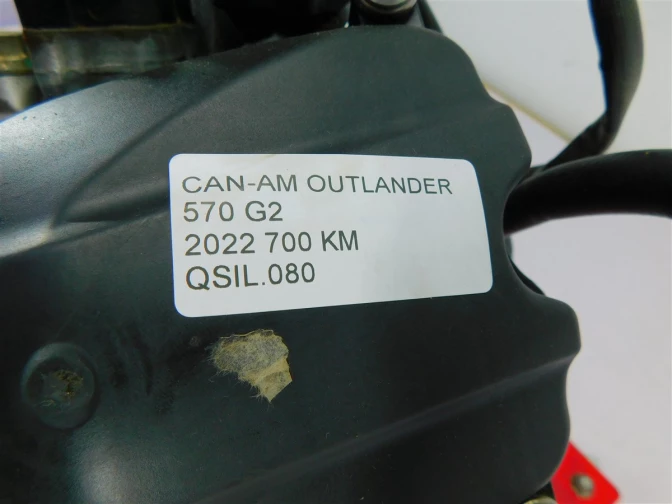 CAN-AM OUTLANDER
570 G2
2022 700 KM
QSIL.080